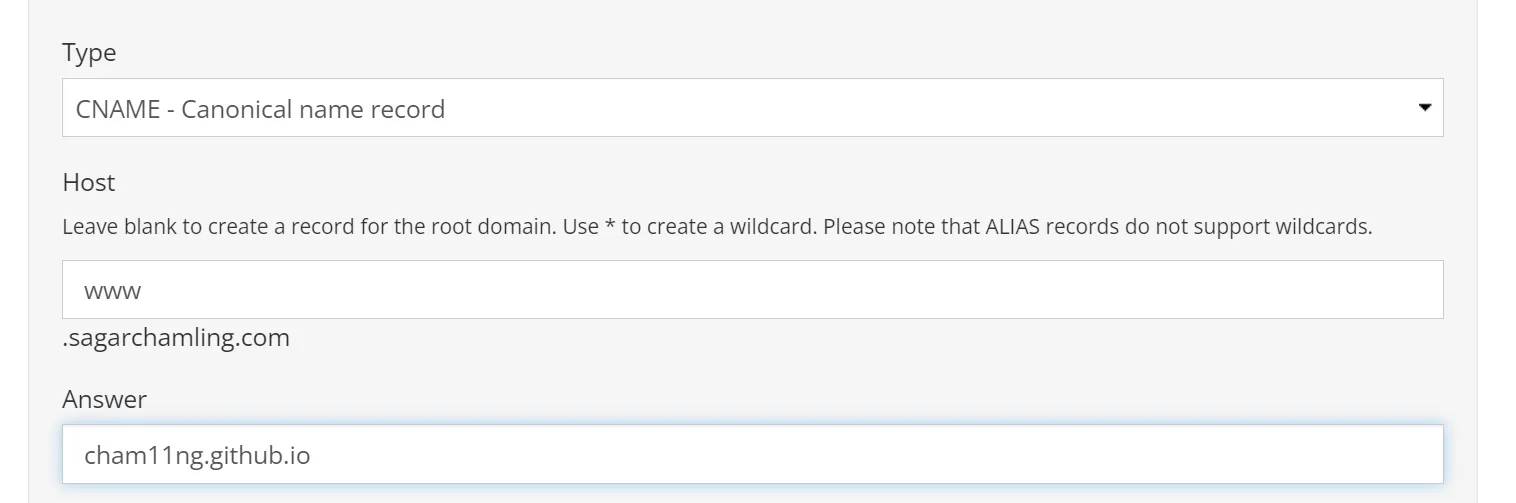 Type
CNAME - Canonical name record
Host
Leave blank to create a record for the root domain. Use * to create a wildcard. Please note that ALIAS records do not support wildcards.
www
.sagarchamling.com
Answer
cham11ng.github.io